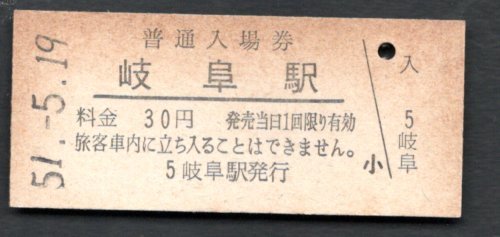 51.-5.19
普通入場券
岐阜駅
料金 30円 発売当日1回限り有効
旅客車内に立ち入ることはできません。
5 岐阜駅発行
小
入
5
岐阜